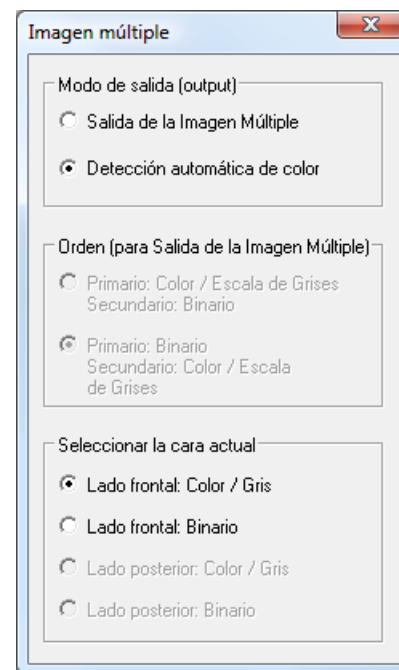 Imagen múltiple
Modo de salida (output)
Salida de la Imagen Múltiple
Detección automática de color
Orden (para Salida de la Imagen Múltiple)
Primario: Color / Escala de Grises
Secundario: Binario
Primario: Binario
Secundario: Color / Escala
de Grises
Seleccionar la cara actual
Lado frontal: Color / Gris
Lado frontal: Binario
Lado posterior: Color / Gris
Lado posterior: Binario